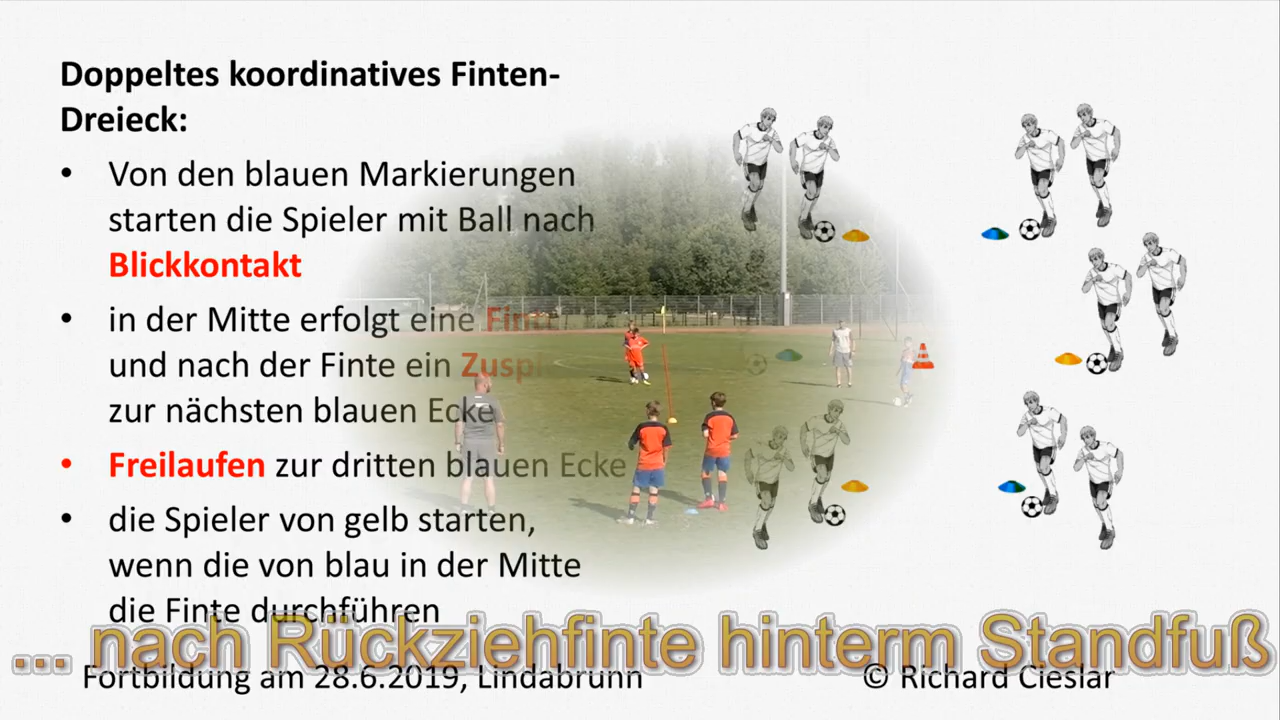 Doppeltes koordinatives Finten-
Dreieck:
• Von den blauen Markierungen
starten die Spieler mit Ball nach
Blickkontakt
• in der Mitte erfolgt eine
und nach der Finte ein
zur nächsten blauen Ecke
• Freilaufen zur dritten blauen Ecke
• die Spieler von gelb starten,
wenn die von blau in der Mitte
die Finte durchführen
... nach Rückziehfinte hinterm Standfuß
Fortbildung am 28.6.2019, Lindabrunn © Richard Cieslar